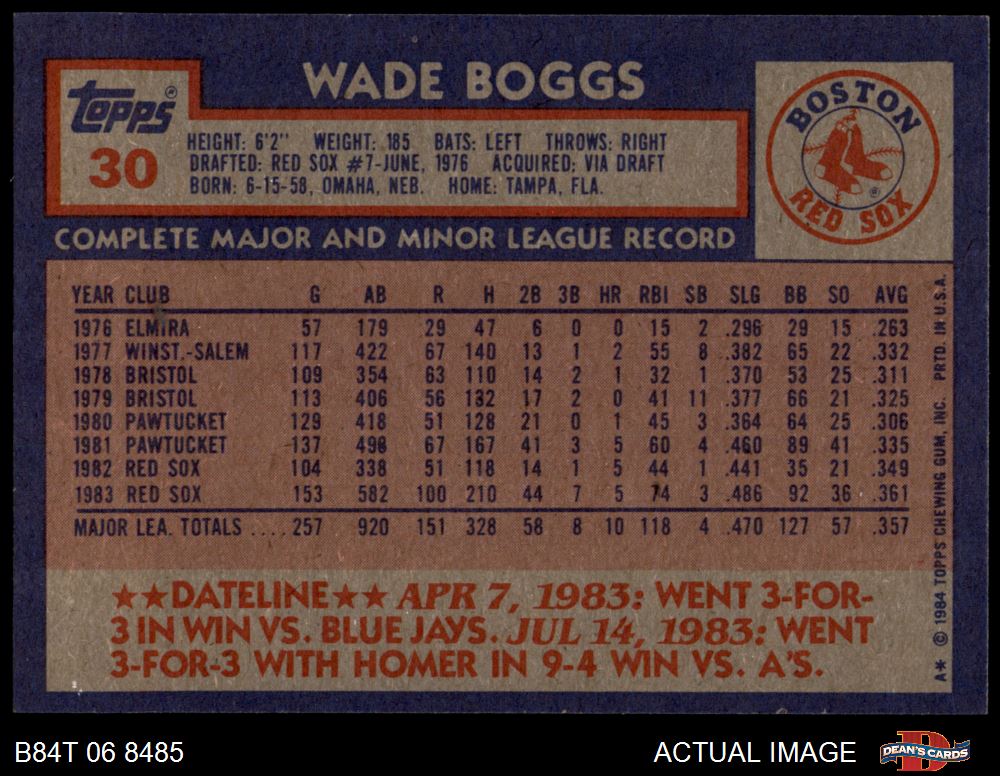 WADE BOGGS
topps®
30
HEIGHT: 6'2" WEIGHT: 185 BATS: LEFT THROWS: RIGHT
DRAFTED: RED SOX #7-JUNE, 1976 ACQUIRED: VIA DRAFT
BORN: 6-15-58, OMAHA, NEB. HOME: TAMPA, FLA.
BOSTON
RED SOX
®
COMPLETE MAJOR AND MINOR LEAGUE RECORD
YEAR CLUB G AB R H 2B 3B HR RBI SB SLG BB SO AVG
1976 ELMIRA 57 179 29 47 6 0 0 15 2 .296 29 15 .263
1977 WINST.-SALEM 117 422 67 140 13 1 2 55 8 .382 65 22 .332
1978 BRISTOL 109 354 63 110 14 2 1 32 1 .370 53 25 .311
1979 BRISTOL 113 406 56 132 17 2 0 41 11 .377 66 21 .325
1980 PAWTUCKET 129 418 51 128 21 0 1 45 3 .364 64 25 .306
1981 PAWTUCKET 137 498 67 167 41 3 5 60 4 .460 89 41 .335
1982 RED SOX 104 338 51 118 14 1 5 44 1 .441 35 21 .349
1983 RED SOX 153 582 100 210 44 7 5 74 3 .486 92 36 .361
MAJOR LEA. TOTALS .... 257 920 151 328 58 8 10 118 4 .470 127 57 .357
★★DATELINE★★ APR 7, 1983: WENT 3-FOR-
3 IN WIN VS. BLUE JAYS. JUL 14, 1983: WENT
3-FOR-3 WITH HOMER IN 9-4 WIN VS. A'S.
A* © 1984 TOPPS CHEWING GUM, INC. PRTD. IN U.S.A.
B84T 06 8485
ACTUAL IMAGE
DEAN'S CARDS